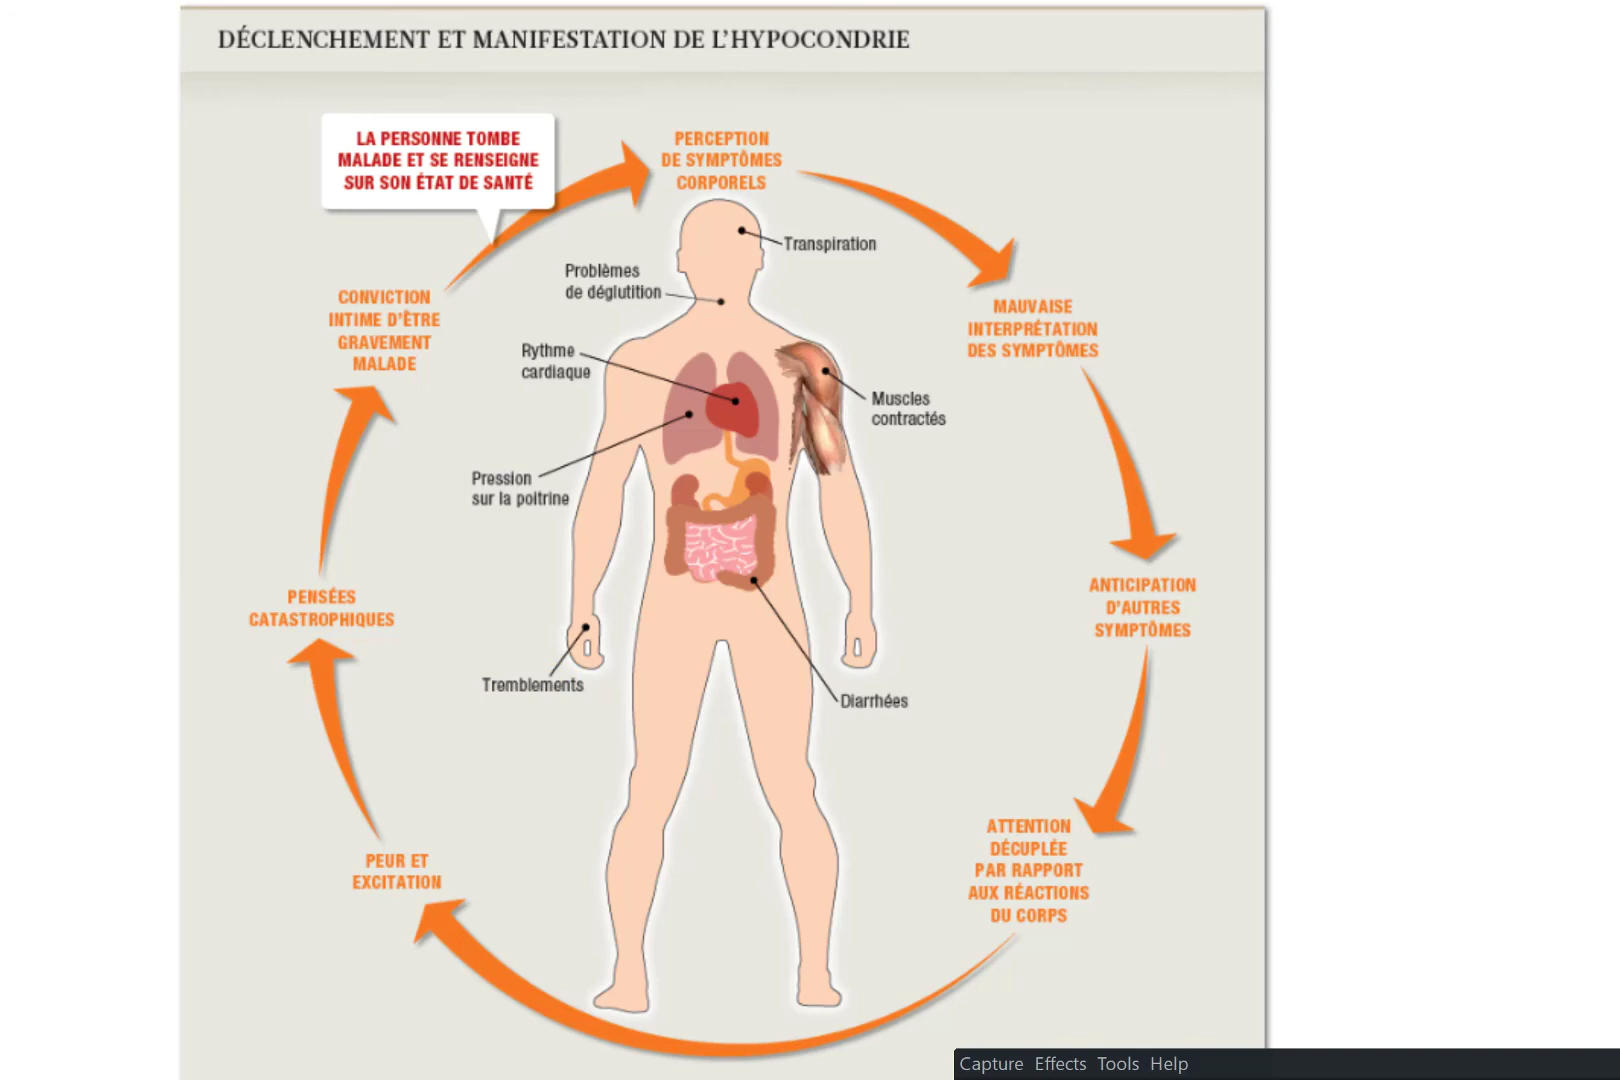 DÉCLENCHEMENT ET MANIFESTATION DE L'HYPOCONDRIE
LA PERSONNE TOMBE
MALADE ET SE RENSEIGNE
SUR SON ÉTAT DE SANTÉ
PERCEPTION
DE SYMPTÔMES
CORPORELS
Transpiration
Problèmes
de déglutition
CONVICTION
INTIME D'ÊTRE
GRAVEMENT
MALADE
MAUVAISE
INTERPRÉTATION
DES SYMPTÔMES
Rythme
cardiaque
Muscles
contractés
Pression
sur la poitrine
PENSÉES
CATASTROPHIQUES
ANTICIPATION
D'AUTRES
SYMPTÔMES
Tremblements
Diarrhées
ATTENTION
DÉCUPLÉE
PAR RAPPORT
AUX RÉACTIONS
DU CORPS
PEUR ET
EXCITATION
Capture Effects Tools Help